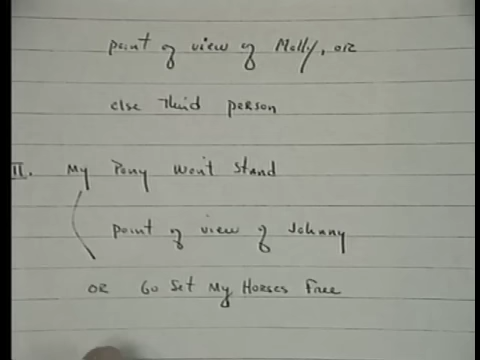 point of view of Molly, or
else third person
II. My Pony Won't Stand
point of view of Johnny
or Go Set My Horses Free